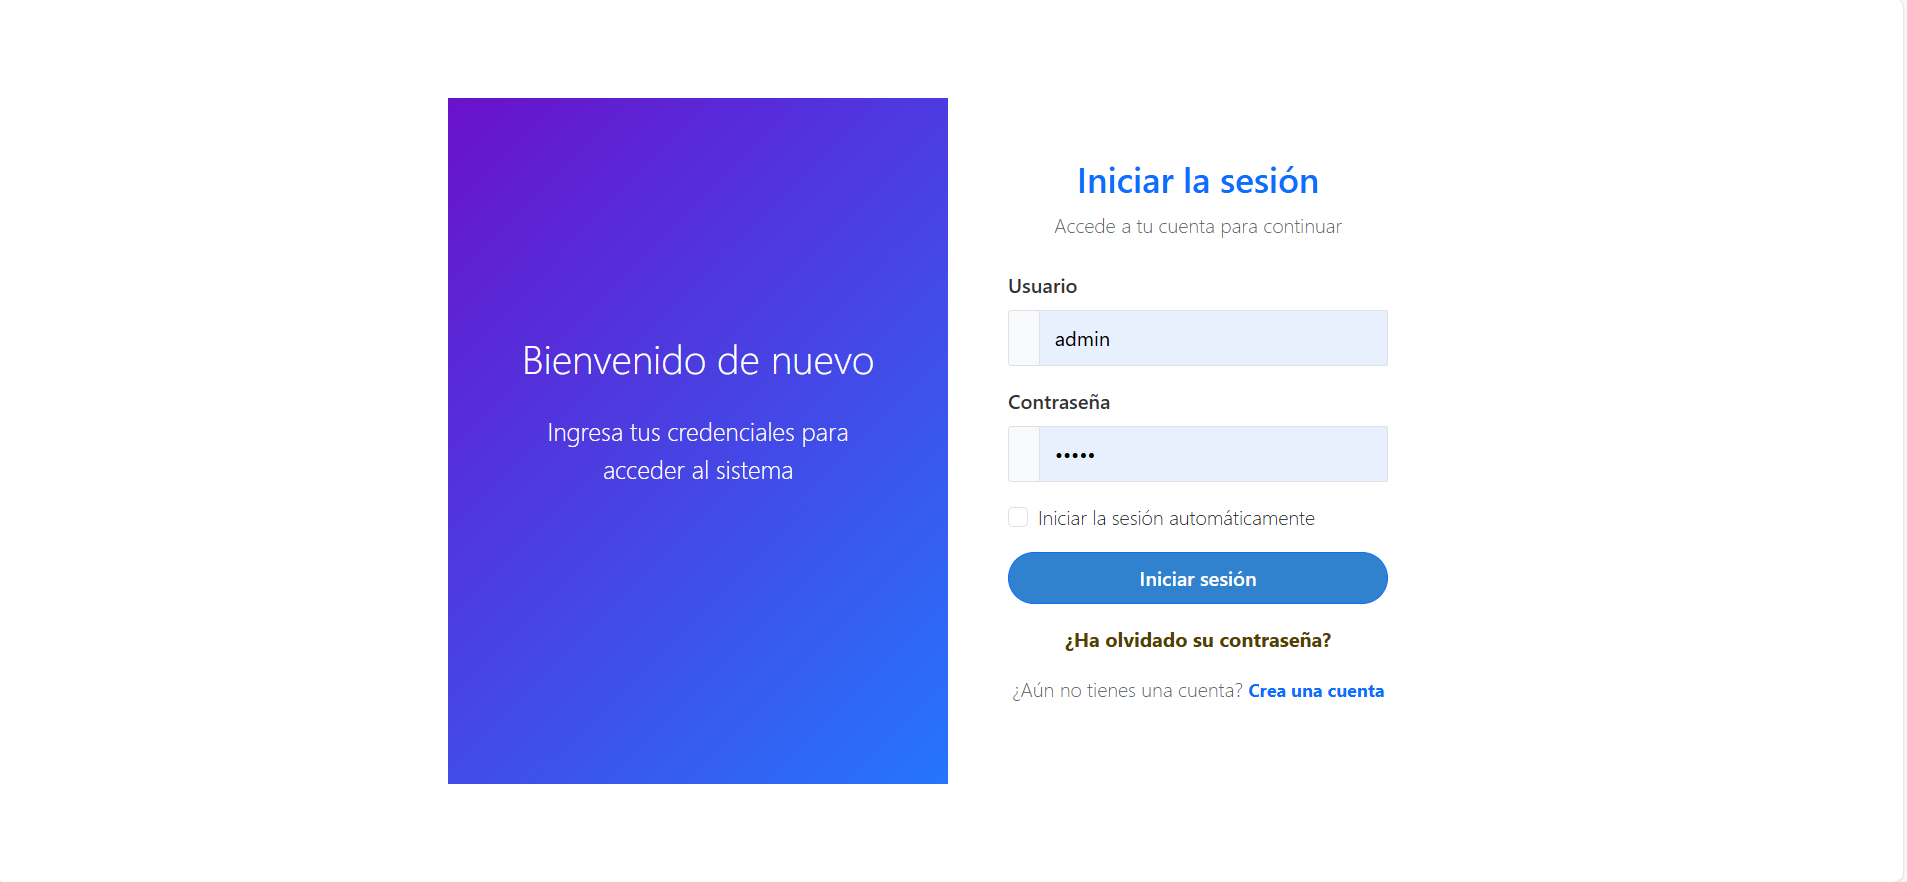 Bienvenido de nuevo
Ingresa tus credenciales para
acceder al sistema
Iniciar la sesión
Accede a tu cuenta para continuar
Usuario
admin
Contraseña
•••••
Iniciar la sesión automáticamente
Iniciar sesión
¿Ha olvidado su contraseña?
¿Aún no tienes una cuenta? Crea una cuenta